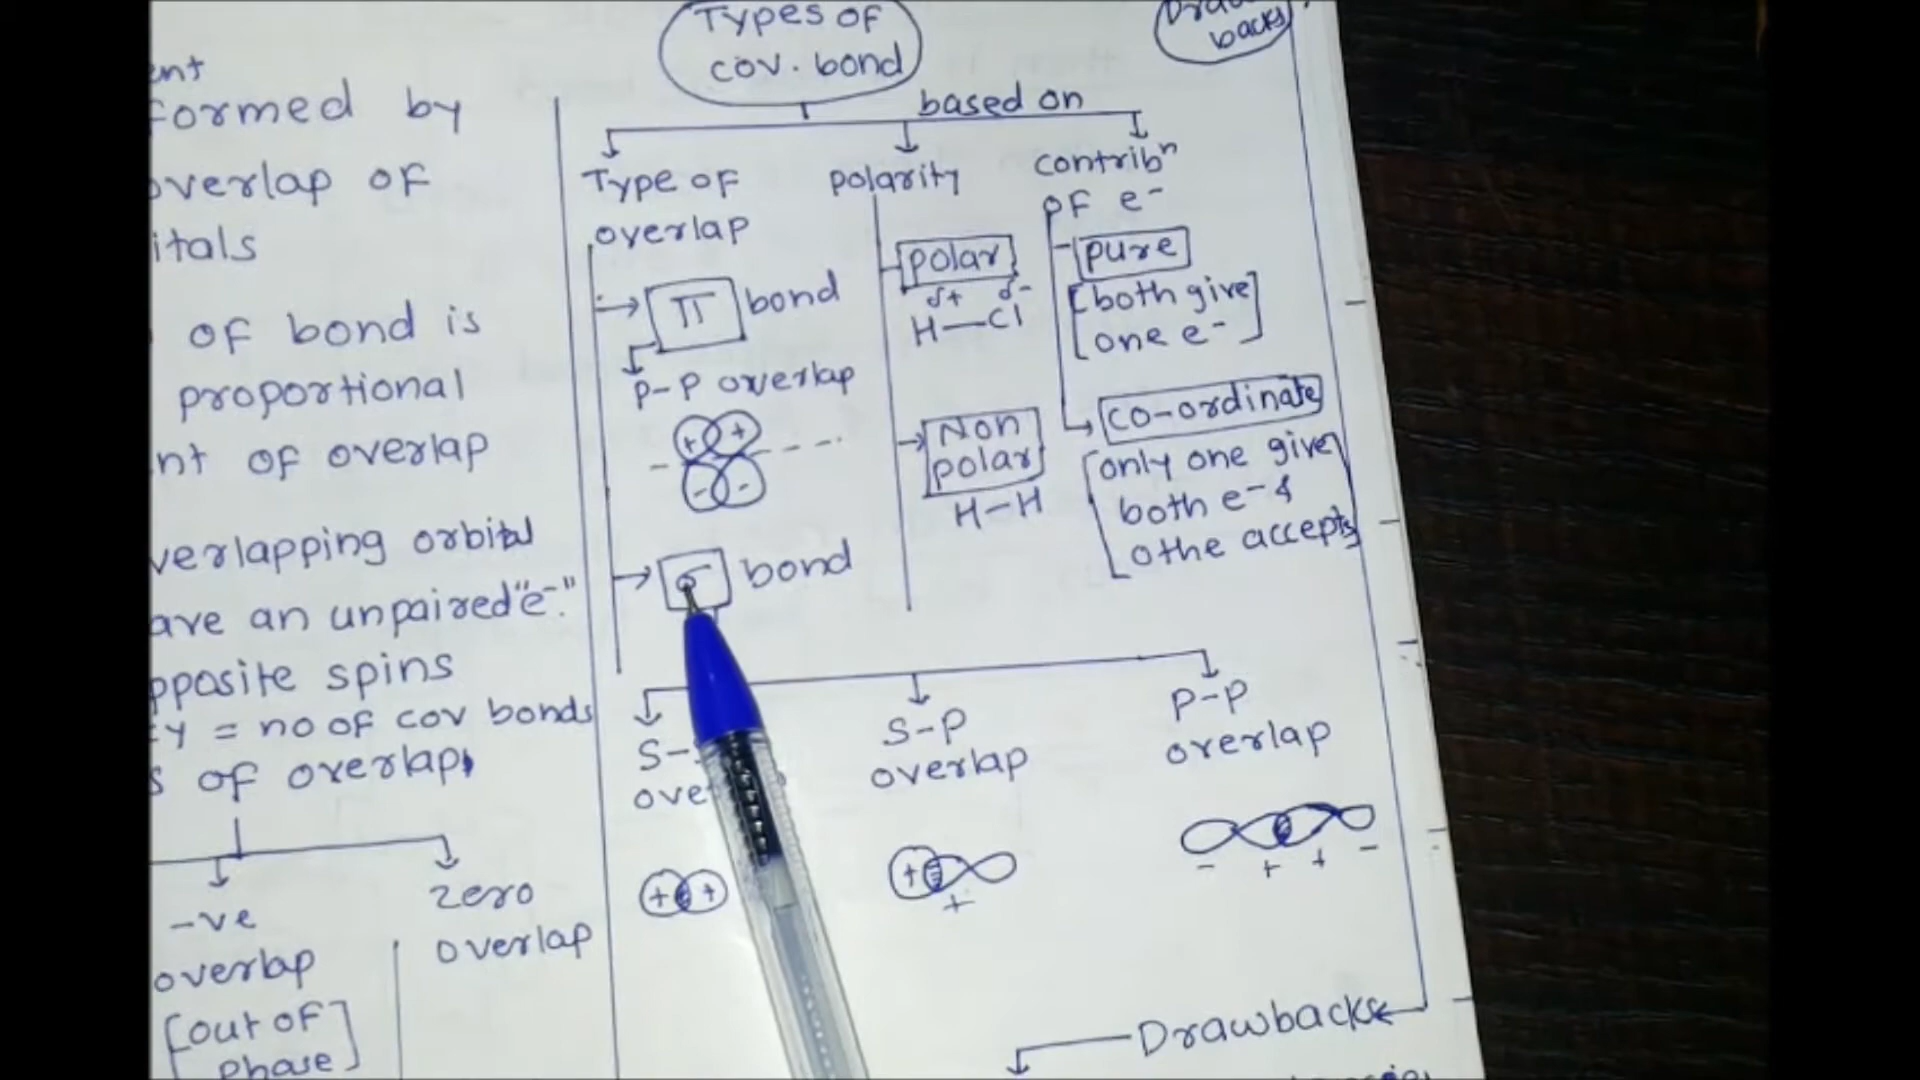 Types of
cov. bond
backs
ent
formed by
overlap of
itals
of bond is
proportional
nt of overlap
verlapping orbital
ave an unpaired "e-"
pposite spins
= no of cov bonds
s of overlap
-ve
overlap
[out of
phase]
zero
overlap
based on
Type of
overlap
π bond
p-p overlap
+ +
- -
σ bond
polarity
polar
δ+ δ-
H—Cl
Non
polar
H-H
contribⁿ
of e-
pure
[both give
one e-]
co-ordinate
[only one give
both e- &
othe accepts]
S-
ove
+ +
S-P
overlap
+
+
P-P
overlap
- + + -
Drawbacks